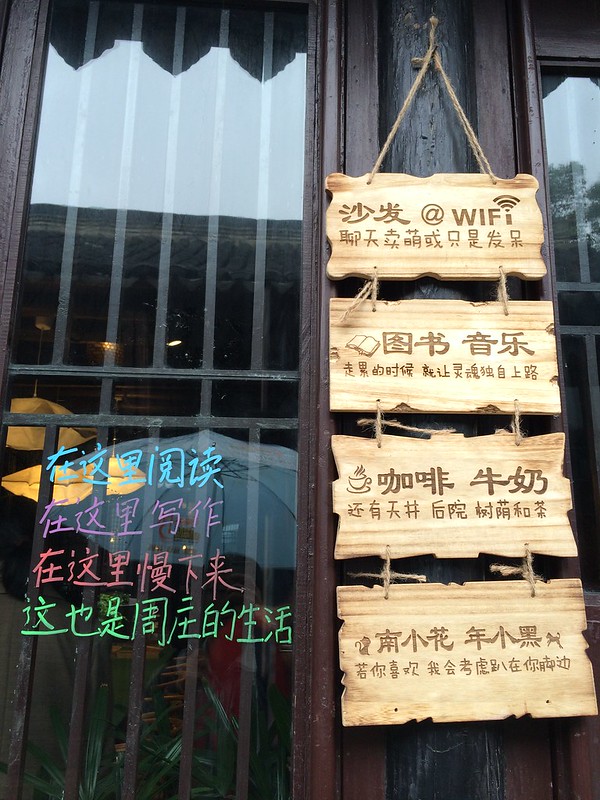 在这里阅读
在这里写作
在这里慢下来
这也是周庄的生活
沙发 @ WIFi
聊天卖萌或只是发呆
图书 音乐
走累的时候 就让灵魂独自上路
咖啡 牛奶
还有天井 后院 树荫和茶
南小花 年小黑
若你喜欢 我会考虑趴在你脚边